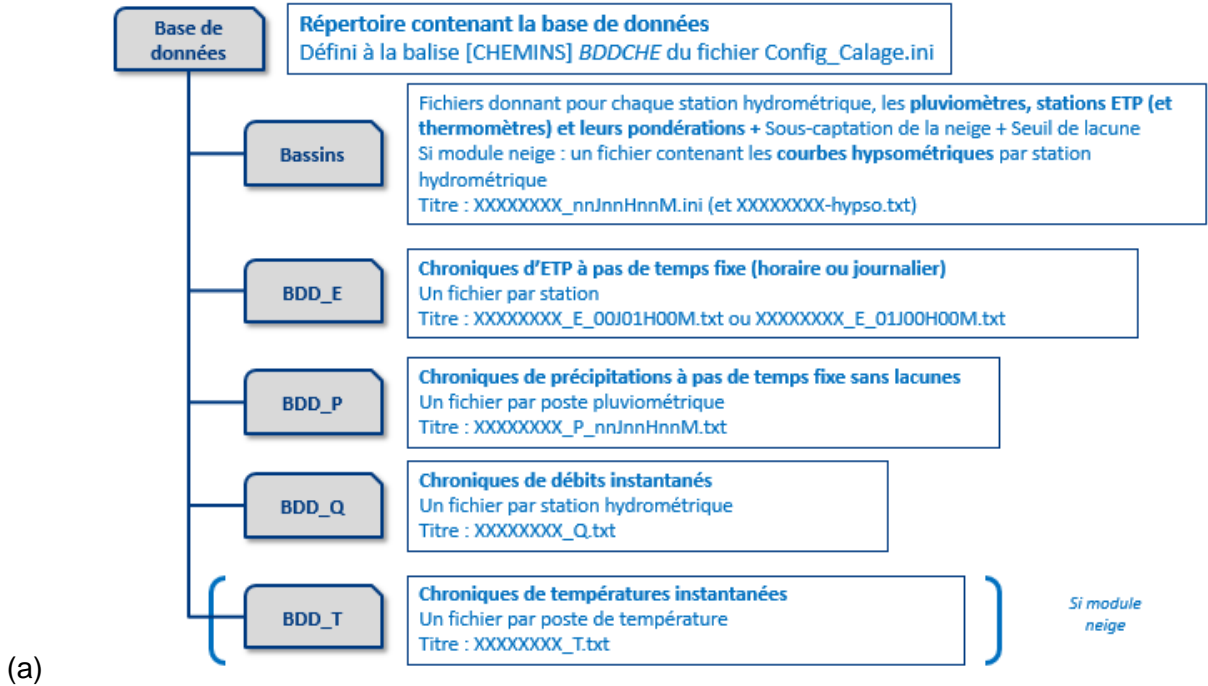 Base de
données
Répertoire contenant la base de données
Défini à la balise [CHEMINS] BDDCHE du fichier Config_Calage.ini
Bassins
Fichiers donnant pour chaque station hydrométrique, les pluviomètres, stations ETP (et
thermomètres) et leurs pondérations + Sous-captation de la neige + Seuil de lacune
Si module neige : un fichier contenant les courbes hypsométriques par station
hydrométrique
Titre : XXXXXXXX_nnJnnHnnM.ini (et XXXXXXXX-hypso.txt)
BDD_E
Chroniques d’ETP à pas de temps fixe (horaire ou journalier)
Un fichier par station
Titre : XXXXXXXX_E_00J01H00M.txt ou XXXXXXXX_E_01J00H00M.txt
BDD_P
Chroniques de précipitations à pas de temps fixe sans lacunes
Un fichier par poste pluviométrique
Titre : XXXXXXXX_P_nnJnnHnnM.txt
BDD_Q
Chroniques de débits instantanés
Un fichier par station hydrométrique
Titre : XXXXXXXX_Q.txt
BDD_T
Chroniques de températures instantanées
Un fichier par poste de température
Titre : XXXXXXXX_T.txt
Si module
neige
(a)